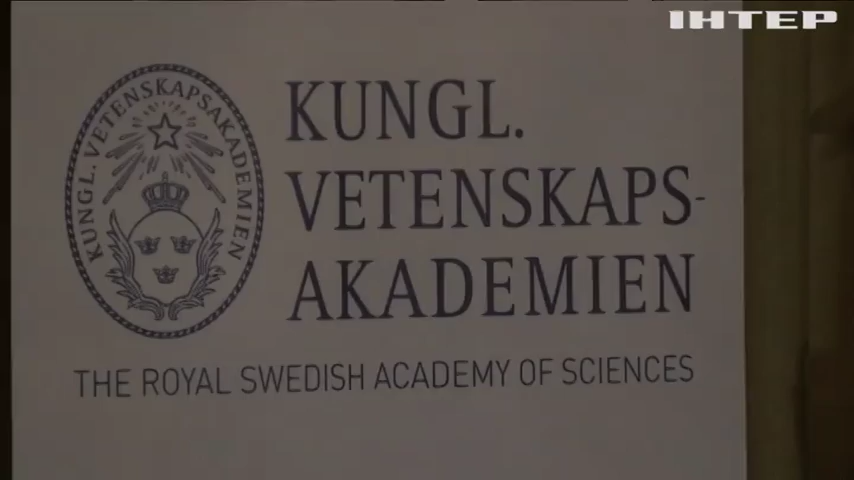 ІНТЕР
KUNGL. VETENSKAPSAKADEMIEN
KUNGL.
VETENSKAPS-
AKADEMIEN
THE ROYAL SWEDISH ACADEMY OF SCIENCES